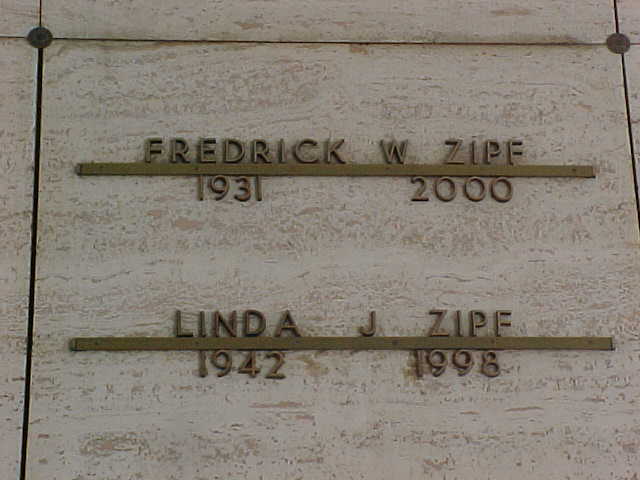 FREDRICK W ZIPF
1931 2000
LINDA J ZIPF
1942 1998